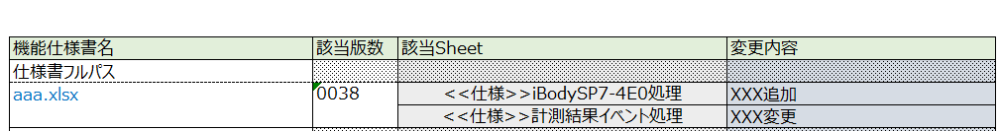 機能仕様書名 該当版数 該当Sheet 変更内容
仕様書フルパス
aaa.xlsx 0038 <<仕様>>iBodySP7-4E0処理 XXX追加
<<仕様>>計測結果イベント処理 XXX変更